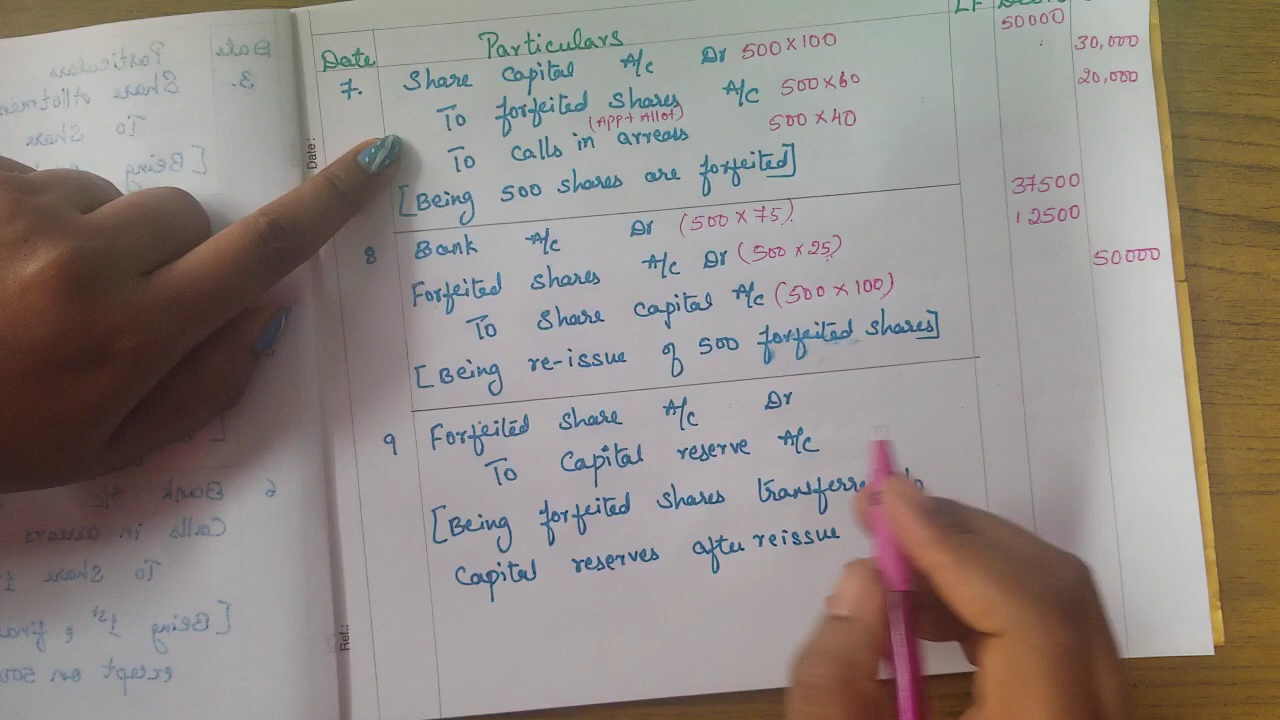 Date Particulars LF
50000
7. Share Capital A/c Dr 500 x 100
30,000
To forfeited Shares A/c 500 x 60
20,000
(App + Allot)
To Calls in arrears 500 x 40
[Being 500 shares are forfeited]
8 Bank A/c Dr (500 x 75) 37500
Forfeited shares A/c Dr (500 x 25) 12500
To Share Capital A/c (500 x 100) 50000
[Being re-issue of 500 forfeited shares]
9 Forfeited Share A/c Dr
To Capital reserve A/c
[Being forfeited shares
Capital reserves after reissue
Date:
Ref.: